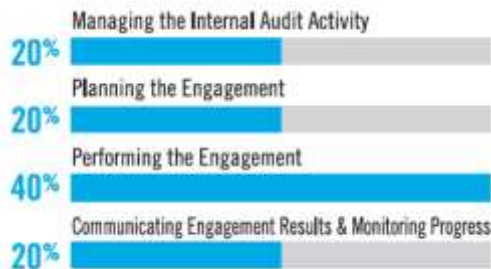 Managing the Internal Audit Activity
20%
Planning the Engagement
20%
Performing the Engagement
40%
Communicating Engagement Results & Monitoring Progress
20%